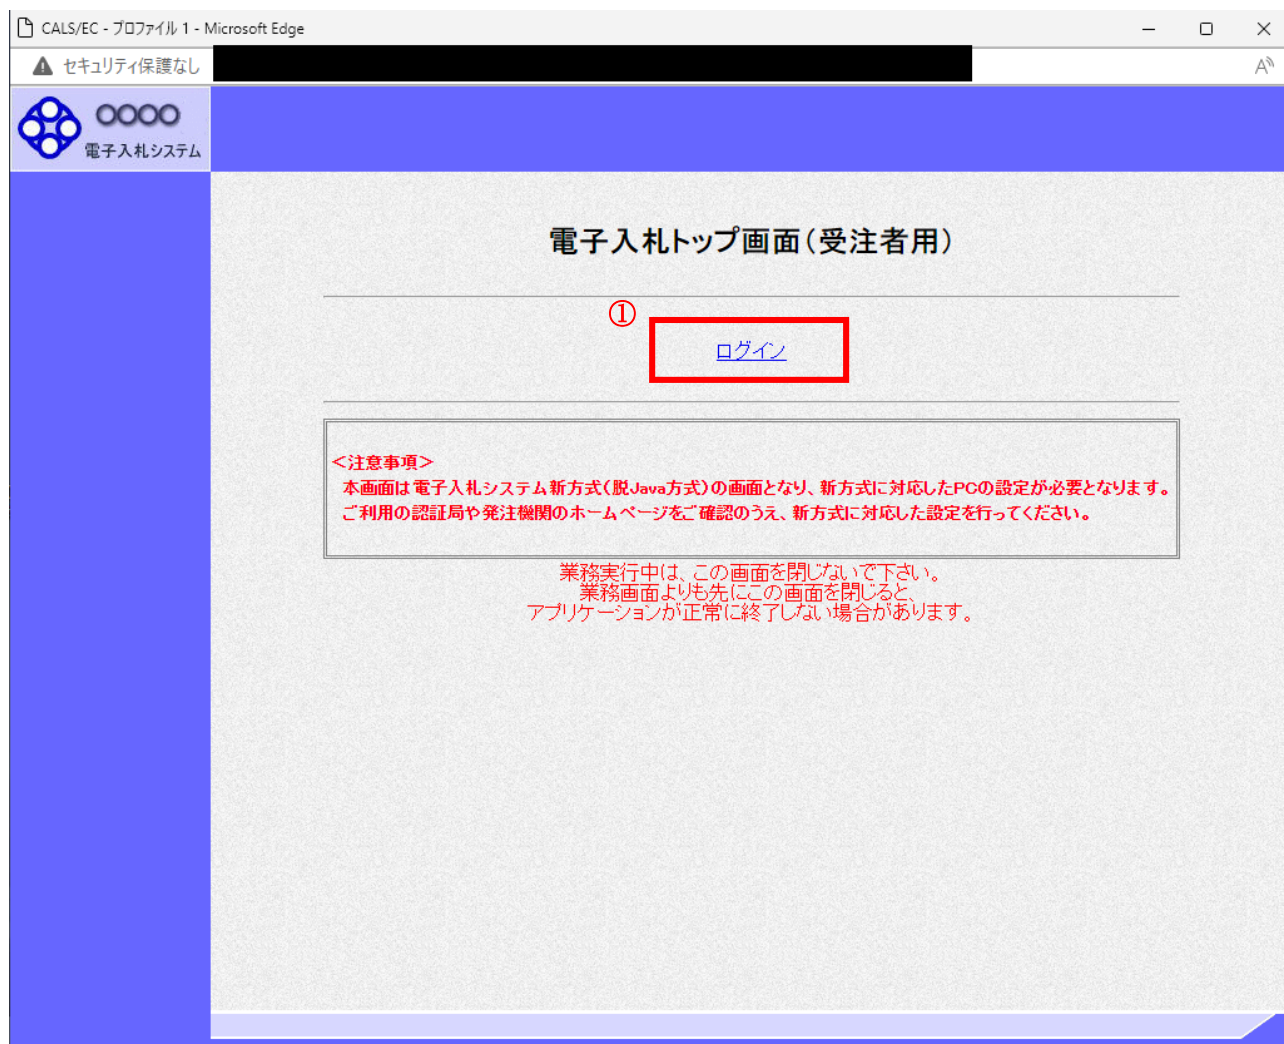 CALS/EC - プロファイル 1 - Microsoft Edge
セキュリティ保護なし
○○○○
電子入札システム
電子入札トップ画面（受注者用）
①
ログイン
＜注意事項＞
本画面は電子入札システム新方式（脱Java方式）の画面となり、新方式に対応したPCの設定が必要となります。
ご利用の認証局や発注機関のホームページをご確認のうえ、新方式に対応した設定を行ってください。
業務実行中は、この画面を閉じないで下さい。
業務画面よりも先にこの画面を閉じると、
アプリケーションが正常に終了しない場合があります。